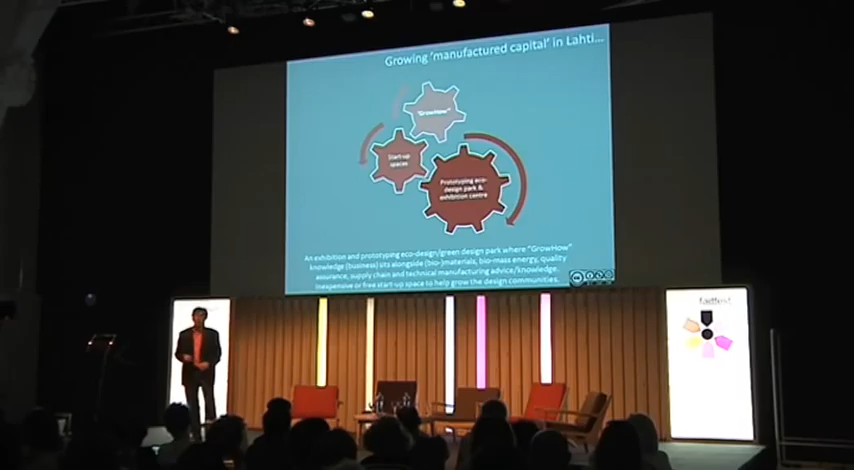 Growing 'manufactured capital' in Lahti...
"GrowHow"
Start-up
spaces
Prototyping eco-
design park &
exhibition centre
An exhibition and prototyping eco-design/green design park where "GrowHow"
knowledge (business) sits alongside (bio-)materials, bio-mass energy, quality
assurance, supply chain and technical manufacturing advice/knowledge.
Inexpensive or free start-up space to help grow the design communities.